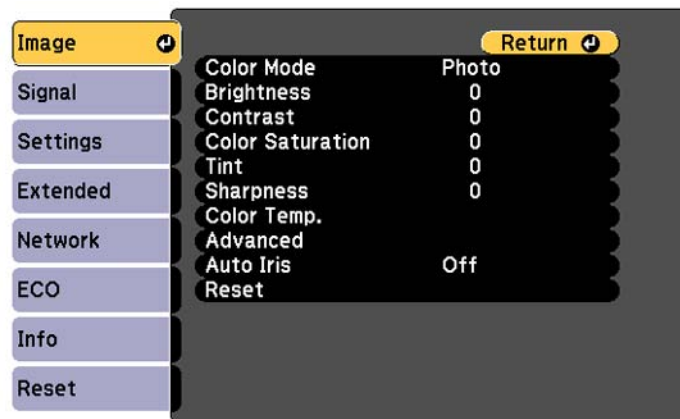 Image
Signal
Settings
Extended
Network
ECO
Info
Reset
Return
Color Mode Photo
Brightness 0
Contrast 0
Color Saturation 0
Tint 0
Sharpness 0
Color Temp.
Advanced
Auto Iris Off
Reset